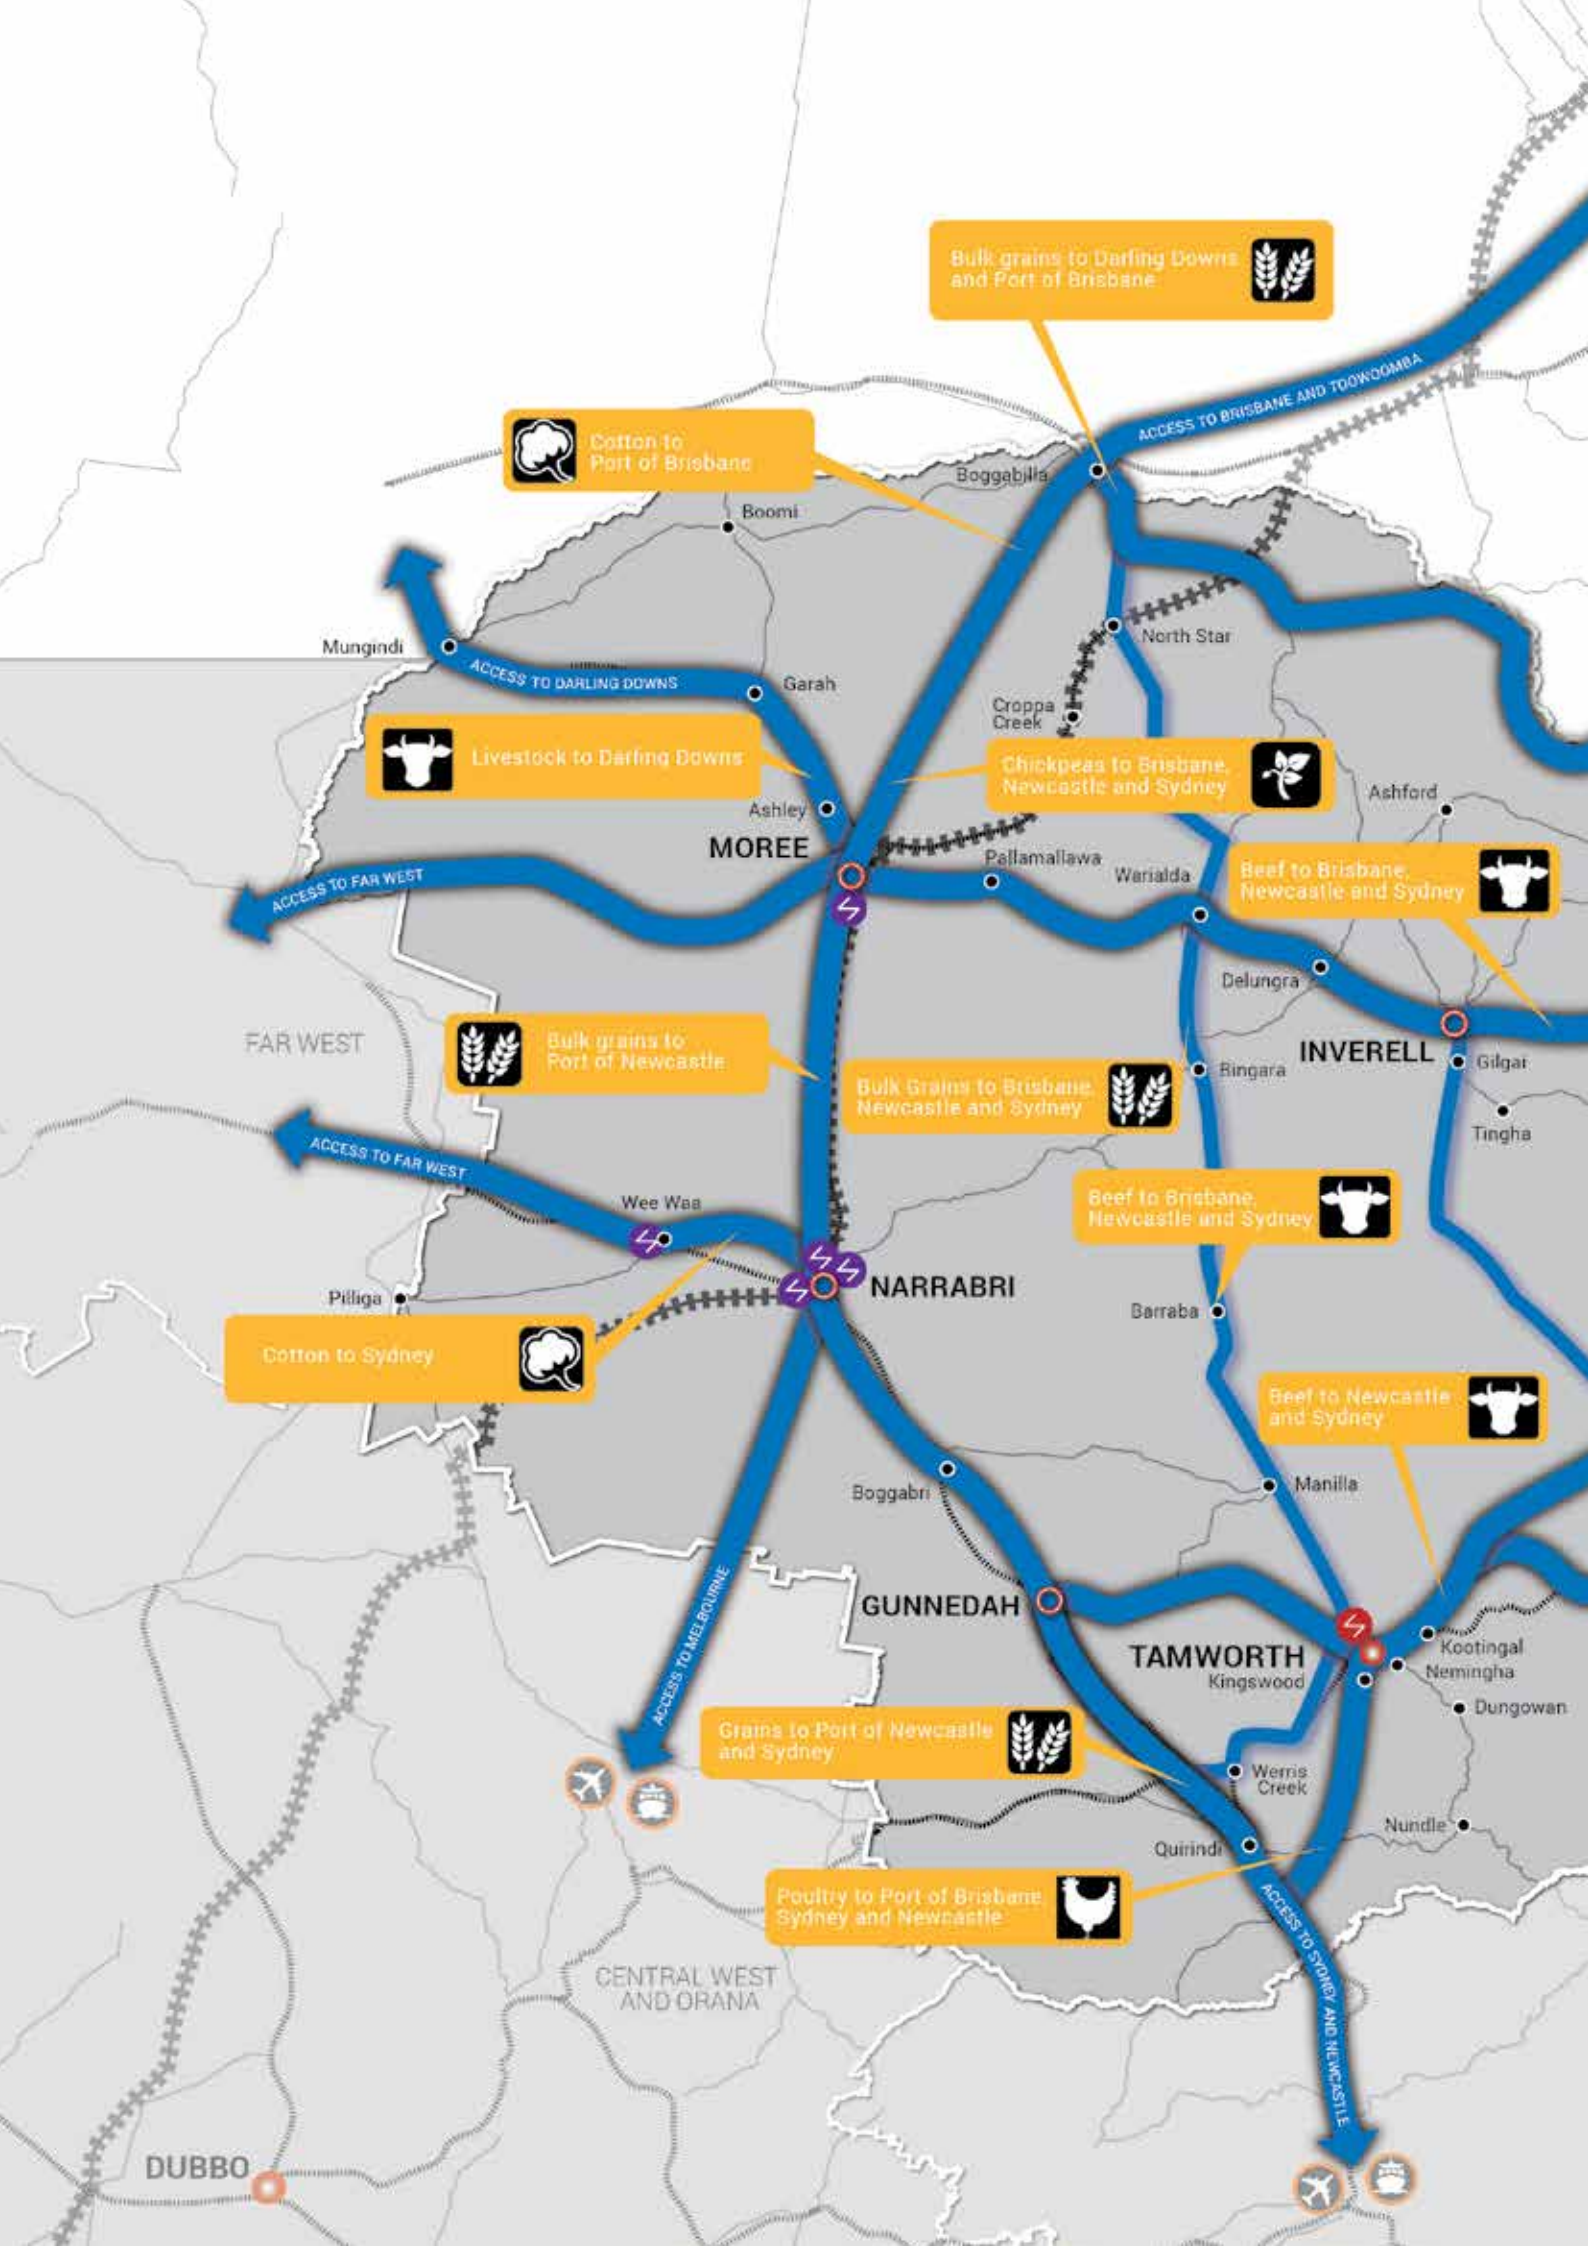 Bulk grains to Darling Downs
and Port of Brisbane
ACCESS TO BRISBANE AND TOOWOOMBA
Cotton to
Port of Brisbane
Boggabilla
Boomi
Mungindi
ACCESS TO DARLING DOWNS
Garah
North Star
Croppa
Creek
Livestock to Darling Downs
Chickpeas to Brisbane,
Newcastle and Sydney
Ashford
Ashley
MOREE
Pallamallawa
Warialda
Beef to Brisbane,
Newcastle and Sydney
ACCESS TO FAR WEST
Delungra
FAR WEST
Bulk grains to
Port of Newcastle
INVERELL
Gilgai
Bingara
Bulk Grains to Brisbane,
Newcastle and Sydney
Tingha
ACCESS TO FAR WEST
Wee Waa
Beef to Brisbane,
Newcastle and Sydney
NARRABRI
Pilliga
Barraba
Cotton to Sydney
Beef to Newcastle
and Sydney
Boggabri
Manilla
ACCESS TO MELBOURNE
GUNNEDAH
TAMWORTH
Kingswood
Kootingal
Nemingha
Dungowan
Grains to Port of Newcastle
and Sydney
Werris
Creek
Nundle
Quirindi
Poultry to Port of Brisbane,
Sydney and Newcastle
ACCESS TO SYDNEY AND NEWCASTLE
CENTRAL WEST
AND ORANA
DUBBO